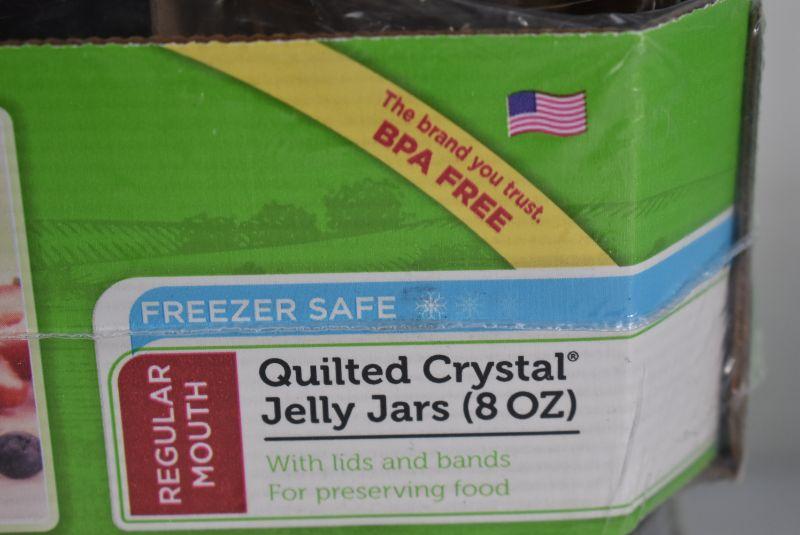 The brand you trust.
BPA FREE
FREEZER SAFE
REGULAR
MOUTH
Quilted Crystal®
Jelly Jars (8 OZ)
With lids and bands
For preserving food